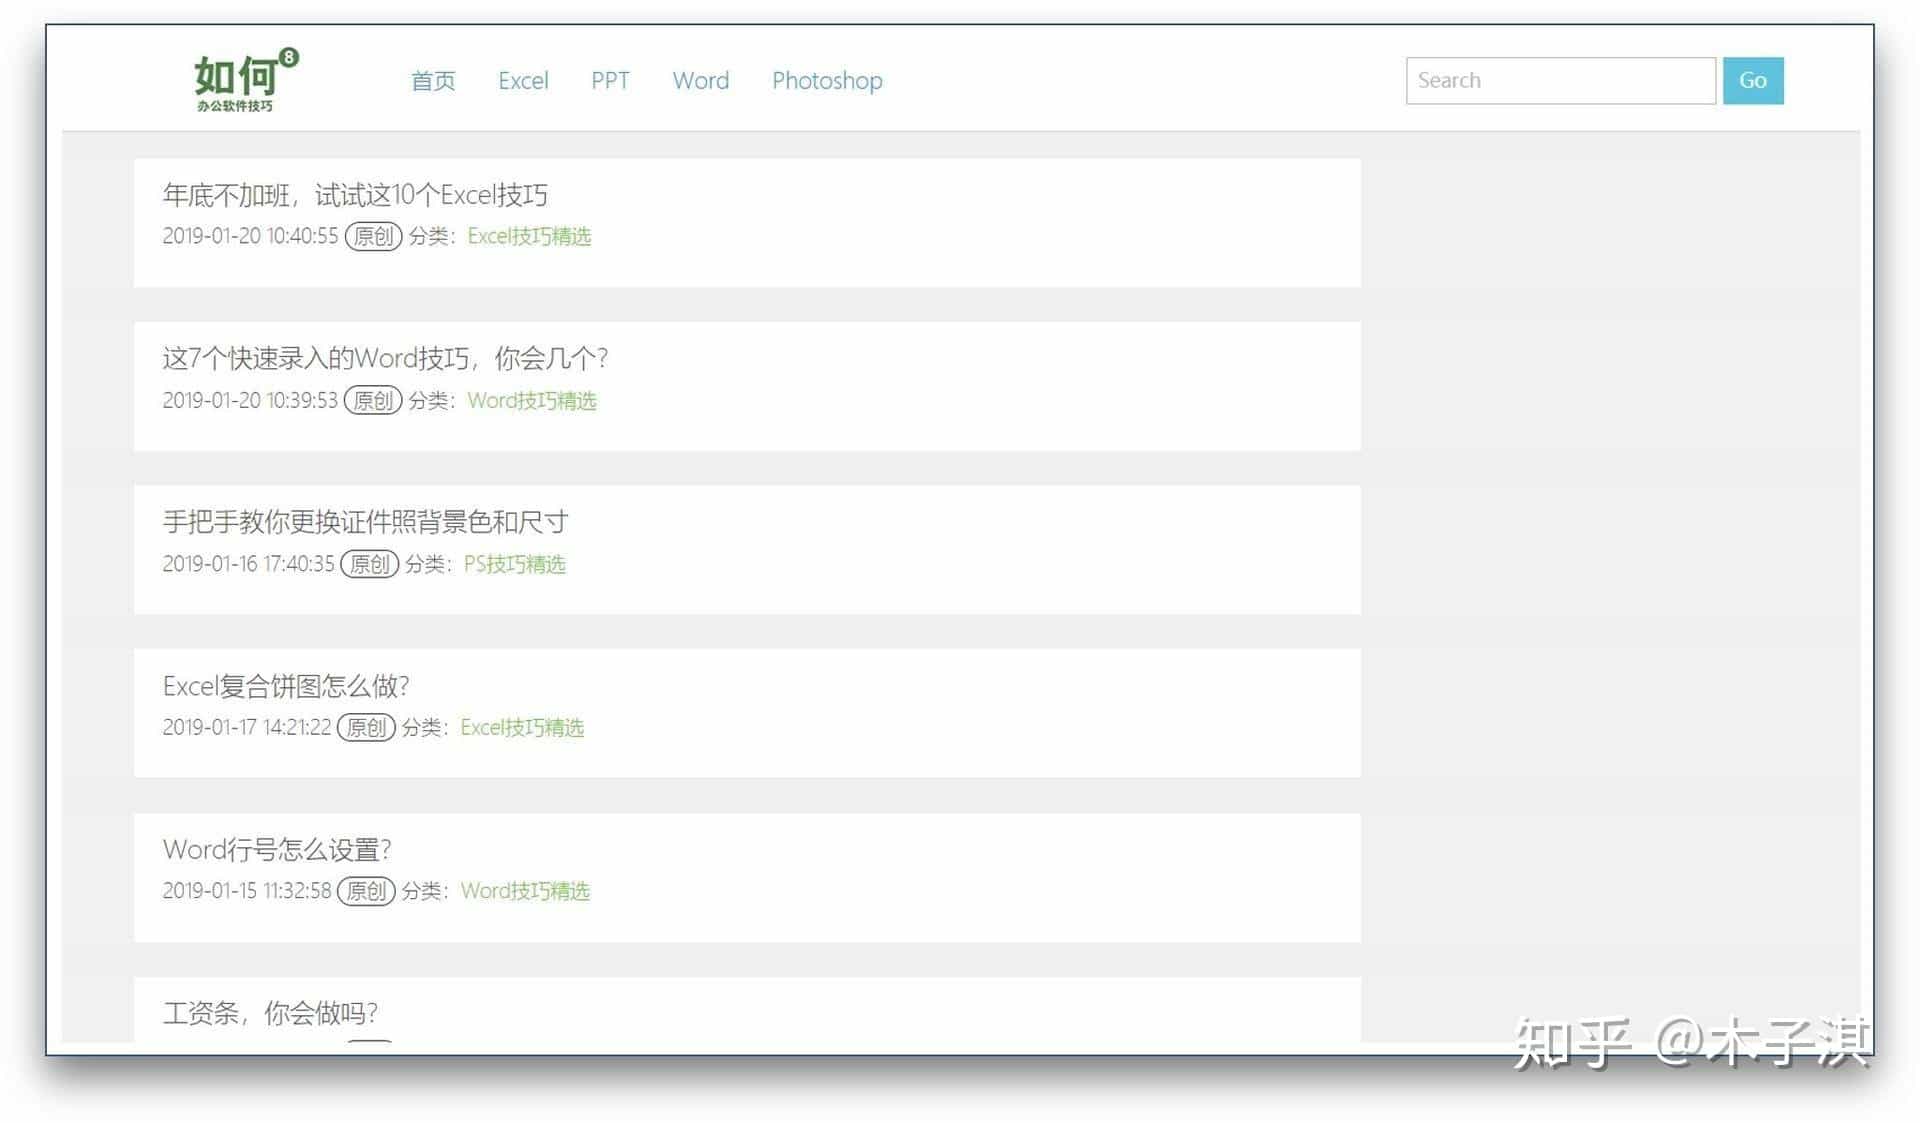 如何8
办公软件技巧
首页 Excel PPT Word Photoshop Search Go
年底不加班，试试这10个Excel技巧
2019-01-20 10:40:55 原创 分类：Excel技巧精选
这7个快速录入的Word技巧，你会几个？
2019-01-20 10:39:53 原创 分类：Word技巧精选
手把手教你更换证件照背景色和尺寸
2019-01-16 17:40:35 原创 分类：PS技巧精选
Excel复合饼图怎么做？
2019-01-17 14:21:22 原创 分类：Excel技巧精选
Word行号怎么设置？
2019-01-15 11:32:58 原创 分类：Word技巧精选
工资条，你会做吗？
知乎 @木子淇